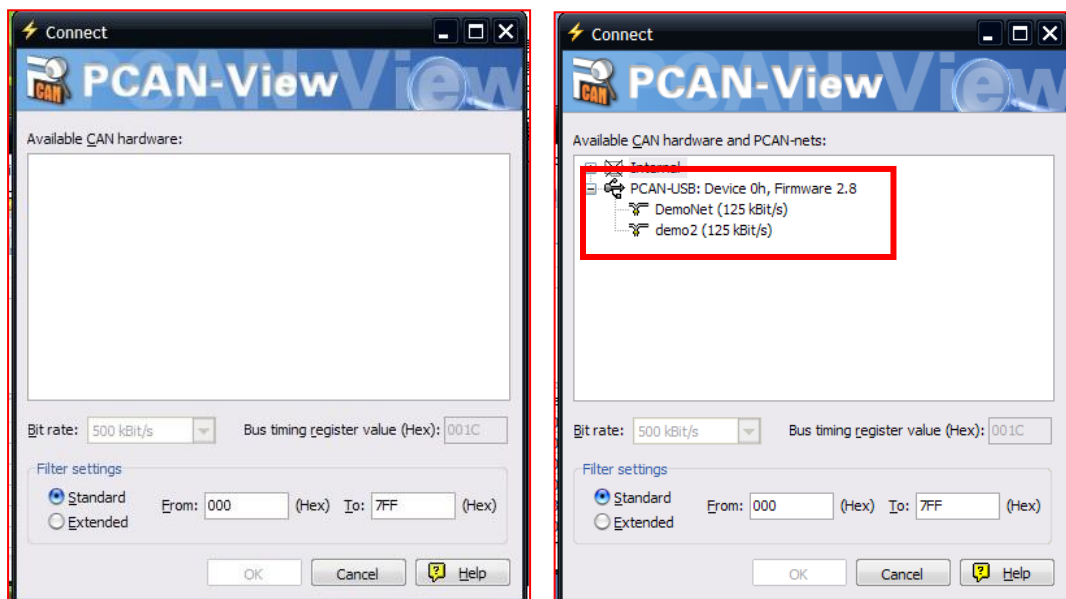 Connect
PCAN-View
Available CAN hardware:
Bit rate: 500 kBit/s Bus timing register value (Hex): 001C
Filter settings
Standard From: 000 (Hex) To: 7FF (Hex)
Extended
OK Cancel Help
Connect
PCAN-View
Available CAN hardware and PCAN-nets:
Internal
PCAN-USB: Device 0h, Firmware 2.8
DemoNet (125 kBit/s)
demo2 (125 kBit/s)
Bit rate: 500 kBit/s Bus timing register value (Hex): 001C
Filter settings
Standard From: 000 (Hex) To: 7FF (Hex)
Extended
OK Cancel Help